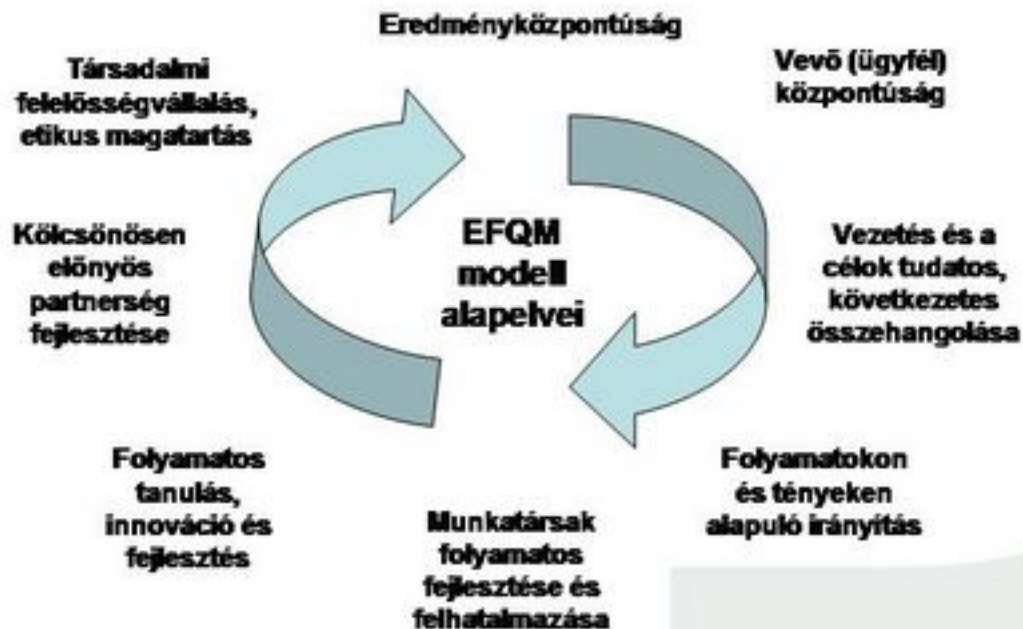 Eredményközpontúság
Vevő (ügyfél)
központúság
Vezetés és a
célok tudatos,
következetes
összehangolása
Folyamatokon
és tényeken
alapuló irányítás
Munkatársak
folyamatos
fejlesztése és
felhatalmazása
Folyamatos
tanulás,
innováció és
fejlesztés
Kölcsönösen
előnyös
partnerség
fejlesztése
Társadalmi
felelősségvállalás,
etikus magatartás
EFQM
modell
alapelvei